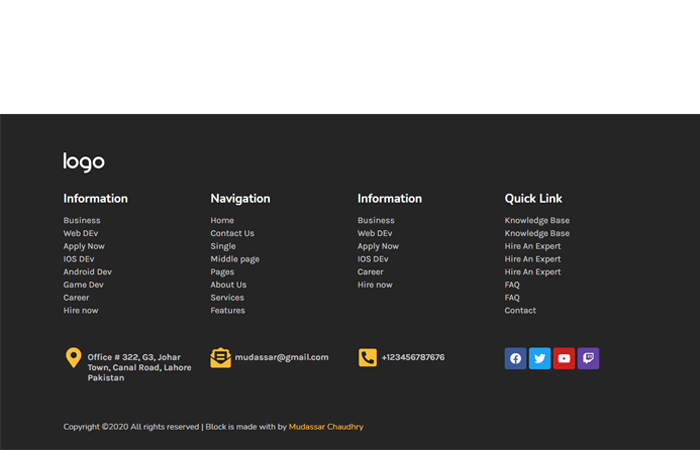 logo
Information
Business
Web DEv
Apply Now
IOS DEv
Android Dev
Game Dev
Career
Hire now
Navigation
Home
Contact Us
Single
Middle page
Pages
About Us
Services
Features
Information
Business
Web DEv
Apply Now
IOS DEv
Career
Hire now
Quick Link
Knowledge Base
Knowledge Base
Hire An Expert
Hire An Expert
Hire An Expert
FAQ
FAQ
Contact
Office # 322, G3, Johar
Town, Canal Road, Lahore
Pakistan
mudassar@gmail.com
+123456787676
Copyright ©2020 All rights reserved | Block is made with by Mudassar Chaudhry